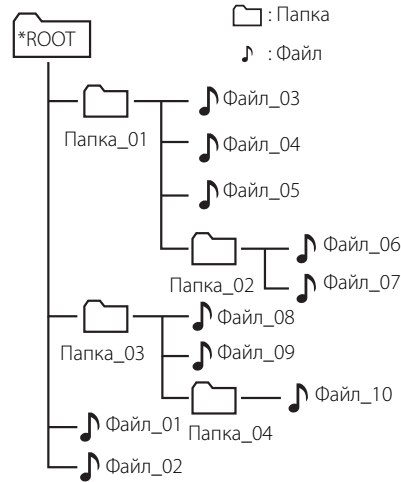 : Папка
*ROOT
: Файл
Файл_03
Папка_01
Файл_04
Файл_05
Файл_06
Папка_02
Файл_07
Файл_08
Папка_03
Файл_09
Файл_10
Файл_01
Папка_04
Файл_02